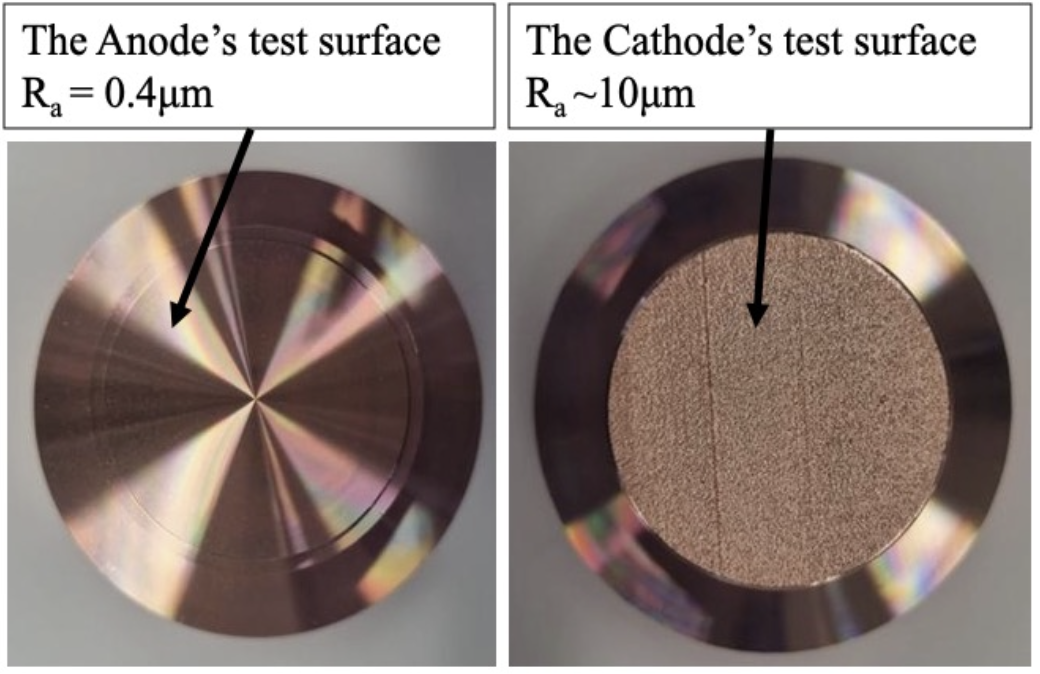 The Anode’s test surface
Rₐ = 0.4μm
The Cathode’s test surface
Rₐ ~10μm